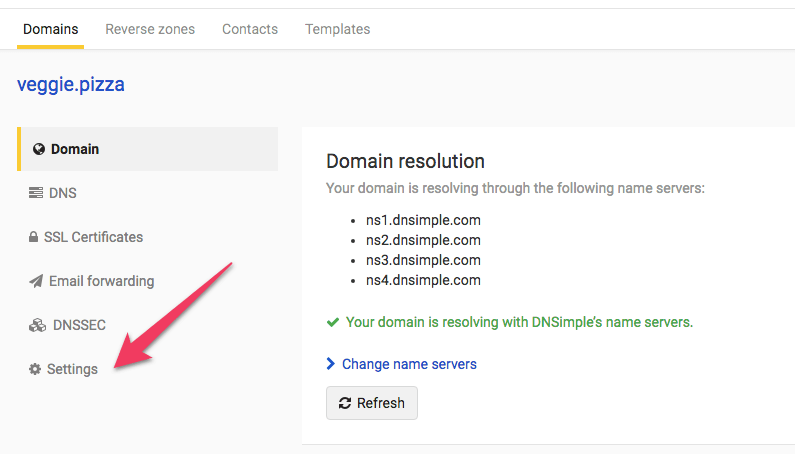 Domains Reverse zones Contacts Templates
veggie.pizza
Domain
DNS
SSL Certificates
Email forwarding
DNSSEC
Settings
Domain resolution
Your domain is resolving through the following name servers:
• ns1.dnsimple.com
• ns2.dnsimple.com
• ns3.dnsimple.com
• ns4.dnsimple.com
Your domain is resolving with DNSimple's name servers.
Change name servers
Refresh